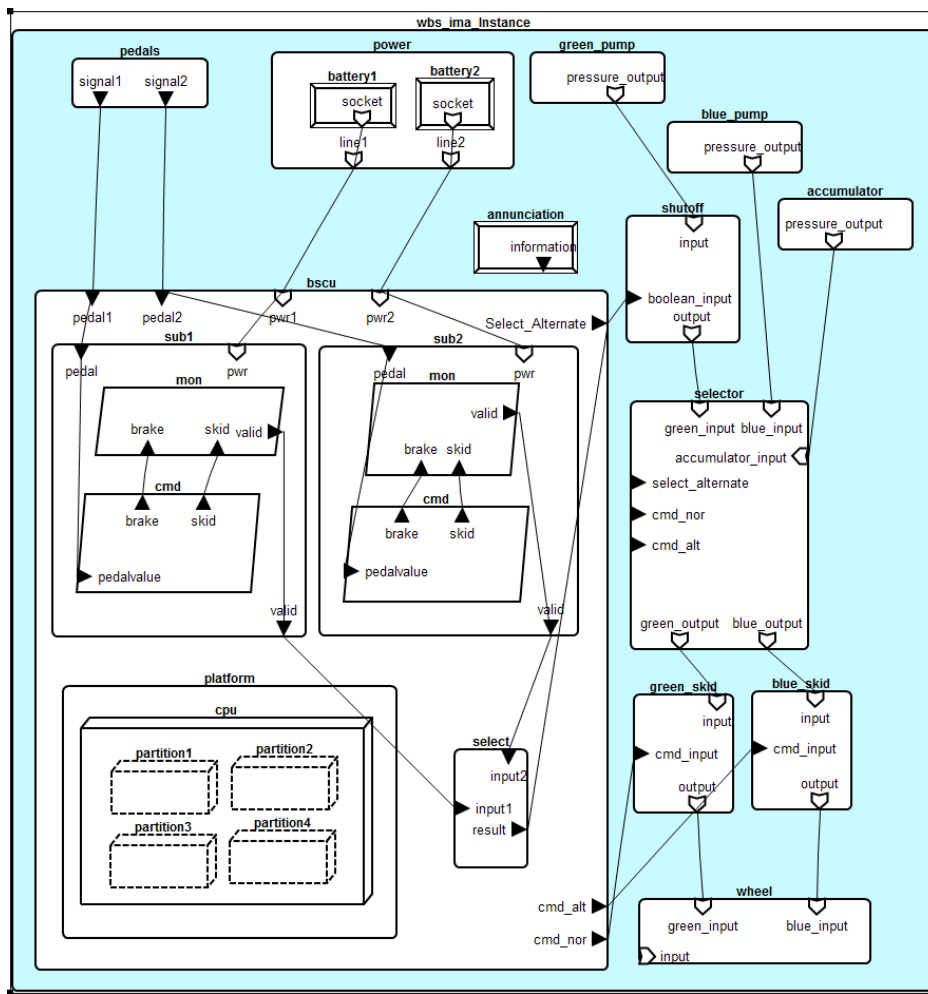 wbs_ima_Instance
pedals
signal1 signal2
power
battery1
socket
battery2
socket
line1 line2
green_pump
pressure_output
blue_pump
pressure_output
accumulator
pressure_output
annunciation
information
shutoff
input
boolean_input
output
bscu
pedal1 pedal2 pwr1 pwr2
Select_Alternate
sub1
pedal pwr
mon
brake skid valid
cmd
brake skid
pedalvalue
valid
sub2
pedal pwr
mon
valid
brake skid
cmd
brake skid
pedalvalue
valid
selector
green_input blue_input
accumulator_input
select_alternate
cmd_nor
cmd_alt
green_output blue_output
platform
cpu
partition1 partition2
partition3 partition4
select
input2
input1
result
cmd_alt
cmd_nor
green_skid
input
cmd_input
output
blue_skid
input
cmd_input
output
wheel
green_input blue_input
input